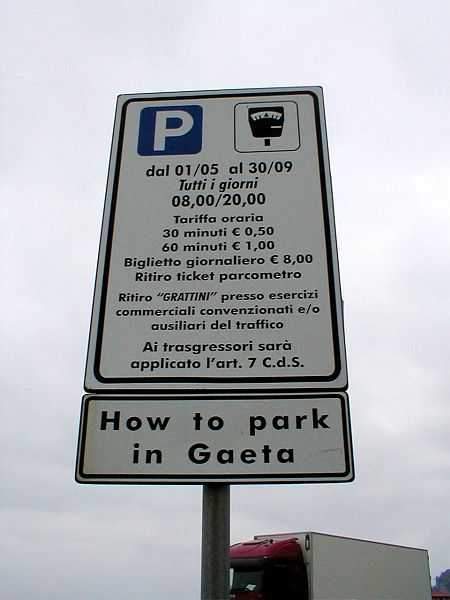 P
dal 01/05 al 30/09
Tutti i giorni
08,00/20,00
Tariffa oraria
30 minuti € 0,50
60 minuti € 1,00
Biglietto giornaliero € 8,00
Ritiro ticket parcometro
Ritiro "GRATTINI" presso esercizi
commerciali convenzionati e/o
ausiliari del traffico
Ai trasgressori sarà
applicato l'art. 7 C.d.S.
How to park
in Gaeta